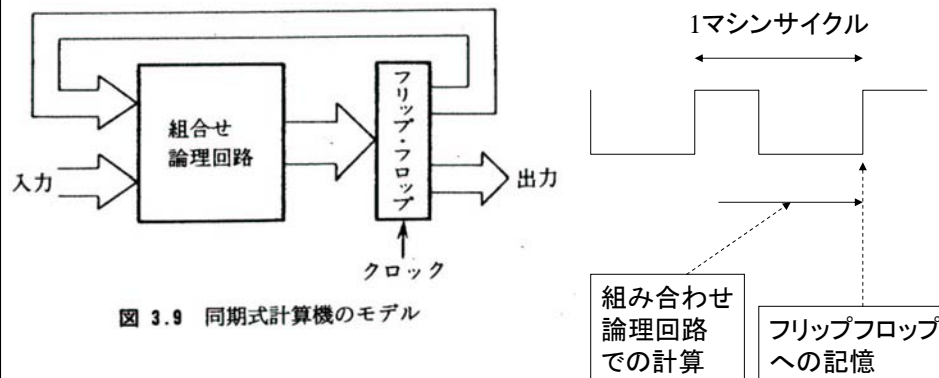 1マシンサイクル
組合せ
論理回路
フリップ・フロップ
入力
出力
クロック
図 3.9 同期式計算機のモデル
組み合わせ
論理回路
での計算
フリップフロップ
への記憶